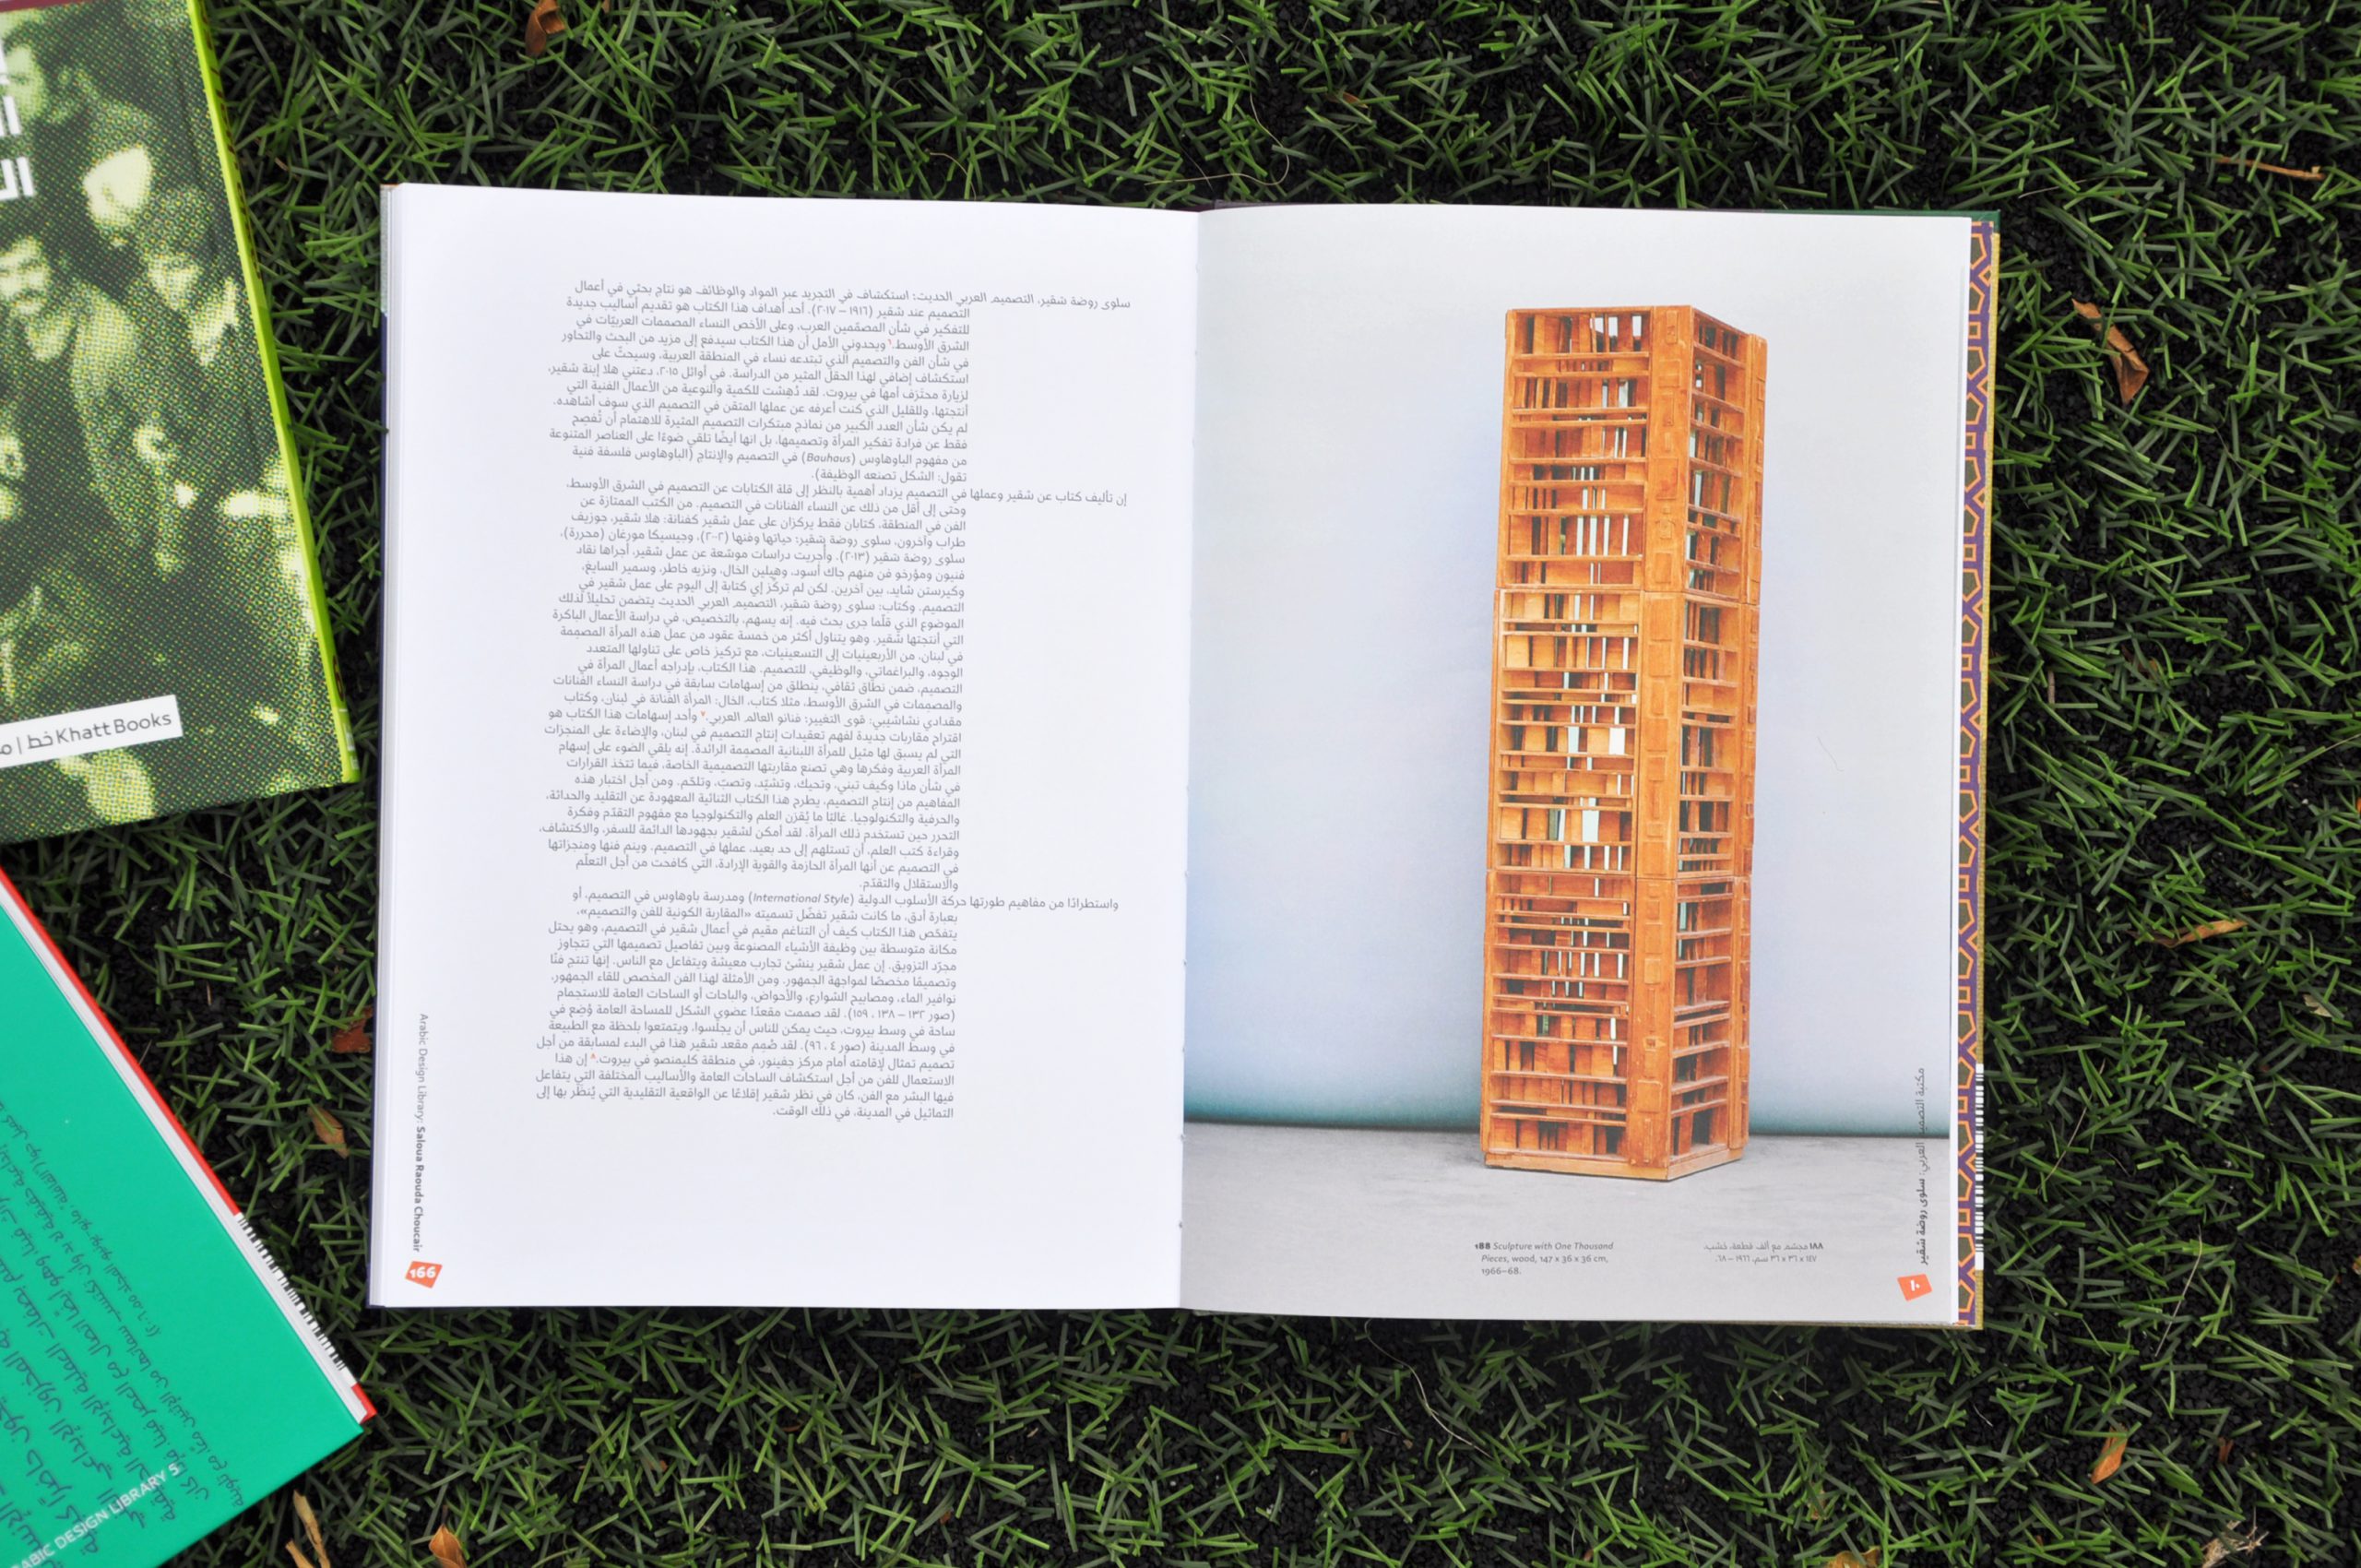 سلوى روضة شقير، التصميم العربي الحديث: استكشاف في التجريد عبر المواد والوظائف هو نتاج بحثي في أعمال
التصميم عند شقير (١٩١٦ – ٢٠١٧). أحد أهداف هذا الكتاب هو تقديم أساليب جديدة
للتفكير في شأن المصمّمين العرب، وعلى الأخص النساء المصممات العربيّات في
الشرق الأوسط.٦ ويحدوني الأمل أن هذا الكتاب سيدفع إلى مزيد من البحث والتحاور
في شأن الفن والتصميم الذي تبتدعه نساء في المنطقة العربية، وسيحثّ على
استكشاف إضافي لهذا الحقل المثير من الدراسة. في أوائل ٢٠١٥، دعتني هلا إبنة شقير،
لزيارة محترَف أمها في بيروت. لقد دُهِشت للكمية والنوعية من الأعمال الفنية التي
أنتجتها، وللقليل الذي كنت أعرفه عن عملها المتقن في التصميم الذي سوف أشاهده.
لم يكن شأن العدد الكبير من نماذج مبتكرات التصميم المثيرة للاهتمام أن تُفصِح
فقط عن فرادة تفكير المرأة وتصميمها، بل انها أيضًا تلقي ضوءًا على العناصر المتنوعة
من مفهوم الباوهاوس (Bauhaus) في التصميم والإنتاج (الباوهاوس فلسفة فنية
تقول: الشكل تصنعه الوظيفة).
إن تأليف كتاب عن شقير وعملها في التصميم يزداد أهمية بالنظر إلى قلة الكتابات عن التصميم في الشرق الأوسط،
وحتى إلى أقل من ذلك عن النساء الفنانات في التصميم. من الكتب الممتازة عن
الفن في المنطقة، كتابان فقط يركزان على عمل شقير كفنانة: هلا شقير، جوزيف
طراب وآخرون، سلوى روضة شقير: حياتها وفنها (٢٠٠٢)، وجيسيكا مورغان (محررة)،
سلوى روضة شقير (٢٠١٣). وأُجريت دراسات موسّعة عن عمل شقير، أجراها نقاد
فنيون ومؤرخو فن منهم جاك أسود، وهيلين الخال، ونزيه خاطر، وسمير الصايغ،
وكيرستن شايد، بين آخرين. لكن لم تركّز إي كتابة إلى اليوم على عمل شقير في
التصميم. وكتاب: سلوى روضة شقير، التصميم العربي الحديث يتضمن تحليلاً لذلك
الموضوع الذي قلّما جرى بحث فيه. إنه يسهم، بالتخصيص، في دراسة الأعمال الباكرة
التي أنتجتها شقير. وهو يتناول أكثر من خمسة عقود من عمل هذه المرأة المصممة
في لبنان، من الأربعينيات إلى التسعينيات، مع تركيز خاص على تناولها المتعدد
الوجوه، والبراغماتي، والوظيفي، للتصميم. هذا الكتاب، بإدراجه أعمال المرأة في
التصميم، ضمن نطاق ثقافي، ينطلق من إسهامات سابقة في دراسة النساء الفنانات
والمصممات في الشرق الأوسط، مثلا كتاب، الخال: المرأة الفنانة في لبنان، وكتاب
مقدادي نشاشيبي: قوى التغيير: فنانو العالم العربي.٧ وأحد إسهامات هذا الكتاب هو
اقتراح مقاربات جديدة لفهم تعقيدات إنتاج التصميم في لبنان، والإضاءة على المنجزات
التي لم يسبق لها مثيل للمرأة اللبنانية المصممة الرائدة. إنه يلقي الضوء على إسهام
المرأة العربية وفكرها وهي تصنع مقاربتها التصميمية الخاصة، فيما تتخذ القرارات
في شأن ماذا وكيف تبني، وتحيك، وتشيّد، وتصبّ، وتلحّم. ومن أجل اختبار هذه
المفاهيم من إنتاج التصميم، يطرح هذا الكتاب الثنائية المعهودة عن التقليد والحداثة،
والحرفية والتكنولوجيا. غالبًا ما يُقرَن العلم والتكنولوجيا مع مفهوم التقدّم وفكرة
التحرر حين تستخدم ذلك المرأة. لقد أمكن لشقير بجهودها الدائمة للسفر، والاكتشاف،
وقراءة كتب العلم، أن تستلهم إلى حد بعيد، عملها في التصميم. وينم فنها ومنجزاتها
في التصميم عن أنها المرأة الحازمة والقوية الإرادة، التي كافحت من أجل التعلّم
والاستقلال والتقدّم.
واستطرادًا من مفاهيم طورتها حركة الأسلوب الدولية (International Style) ومدرسة باوهاوس في التصميم، أو
بعبارة أدق، ما كانت شقير تفضّل تسميته «المقاربة الكونية للفن والتصميم»،
يتفحّص هذا الكتاب كيف أن التناغم مقيم في أعمال شقير في التصميم، وهو يحتل
مكانة متوسطة بين وظيفة الأشياء المصنوعة وبين تفاصيل تصميمها التي تتجاوز
مجرّد التزويق. إن عمل شقير ينشئ تجارب معيشة ويتفاعل مع الناس. إنها تنتج فنًا
وتصميمًا مخصصًا لمواجهة الجمهور. ومن الأمثلة لهذا الفن المخصص للقاء الجمهور،
نوافير الماء، ومصابيح الشوارع، والأحواض، والباحات أو الساحات العامة للاستجمام
(صور ١٣٢ – ١٣٨ ، ١٥٩). لقد صممت مقعدًا عضوي الشكل للمساحة العامة وُضِع في
ساحة في وسط بيروت، حيث يمكن للناس أن يجلسوا، ويتمتعوا بلحظة مع الطبيعة
في وسط المدينة (صور ٤ ، ٩٦). لقد صُمِم مقعد شقير هذا في البدء لمسابقة من أجل
تصميم تمثال لإقامته أمام مركز جفينور، في منطقة كليمنصو في بيروت.٨ إن هذا
الاستعمال للفن من أجل استكشاف الساحات العامة والأساليب المختلفة التي يتفاعل
فيها البشر مع الفن، كان في نظر شقير إقلاعًا عن الواقعية التقليدية التي يُنظَر بها إلى
التماثيل في المدينة، في ذلك الوقت.
Arabic Design Library: Saloua Raouda Choucair
166
188 Sculpture with One Thousand
Pieces, wood, 147 x 36 x 36 cm,
1966–68.
١٨٨ مجسّم مع ألف قطعة، خشب،
١٤٧ x ٣٦ x ٣٦ سم، ١٩٦٦ – ٦٨.
مكتبة التصميم العربي: سلوى روضة شقير
١٠
خط Khatt Books
ABIC DESIGN LIBRARY 5